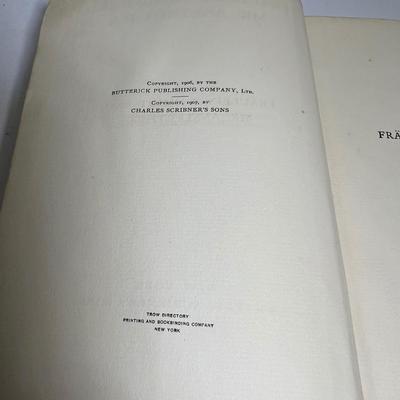 Copyright, 1906, by the
BUTTERICK PUBLISHING COMPANY, Ltd.
Copyright, 1907, by
CHARLES SCRIBNER'S SONS
TROW DIRECTORY
PRINTING AND BOOKBINDING COMPANY
NEW YORK
FRÄ